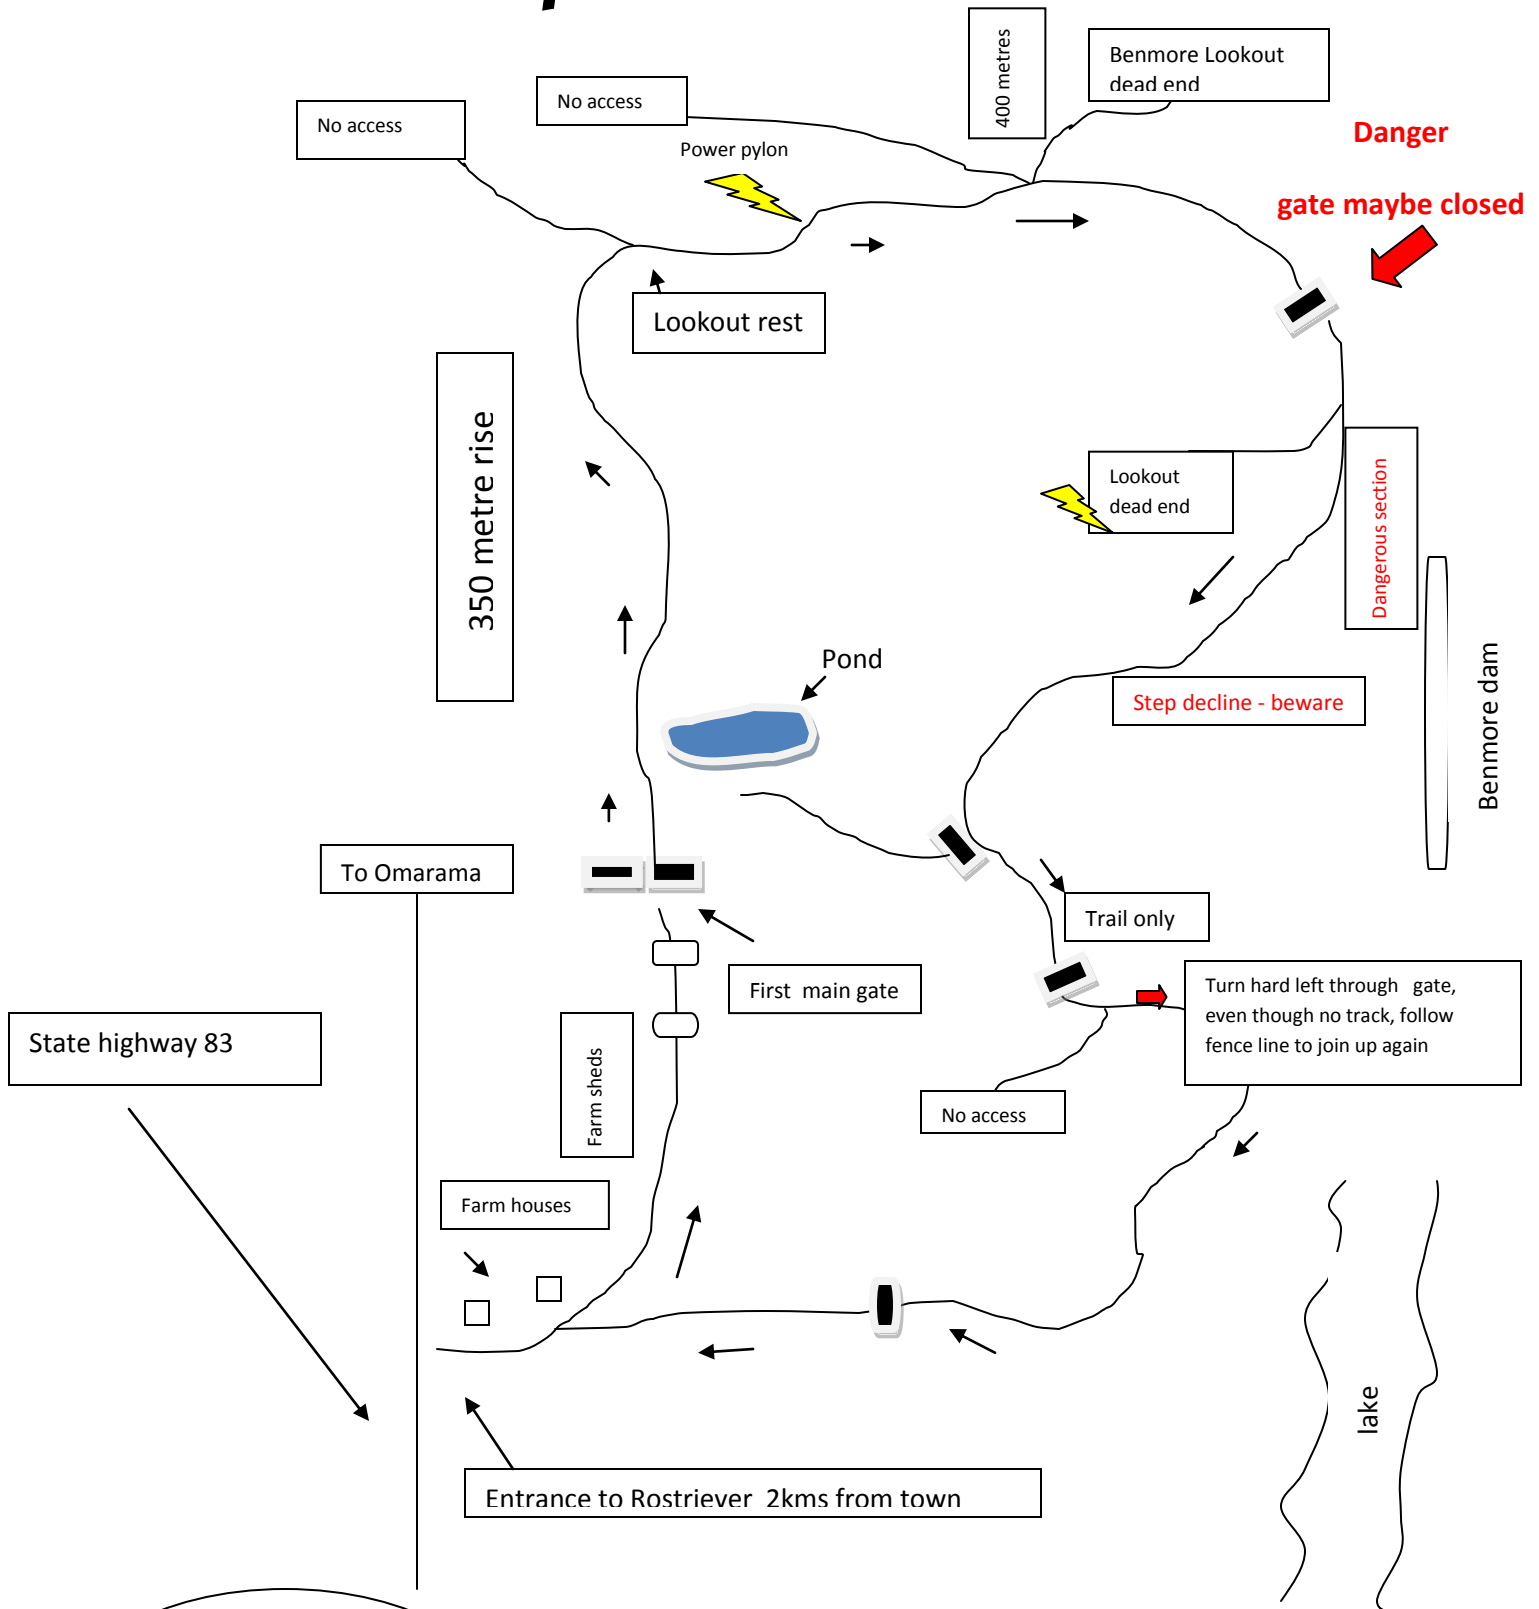 400 metres
Benmore Lookout
dead end
No access
No access
Danger
Power pylon
gate maybe closed
Lookout rest
350 metre rise
Lookout
dead end
Dangerous section
Pond
Step decline - beware
Benmore dam
To Omarama
Trail only
First main gate
Turn hard left through gate,
even though no track, follow
fence line to join up again
State highway 83
Farm sheds
No access
Farm houses
lake
Entrance to Rostriever 2kms from town